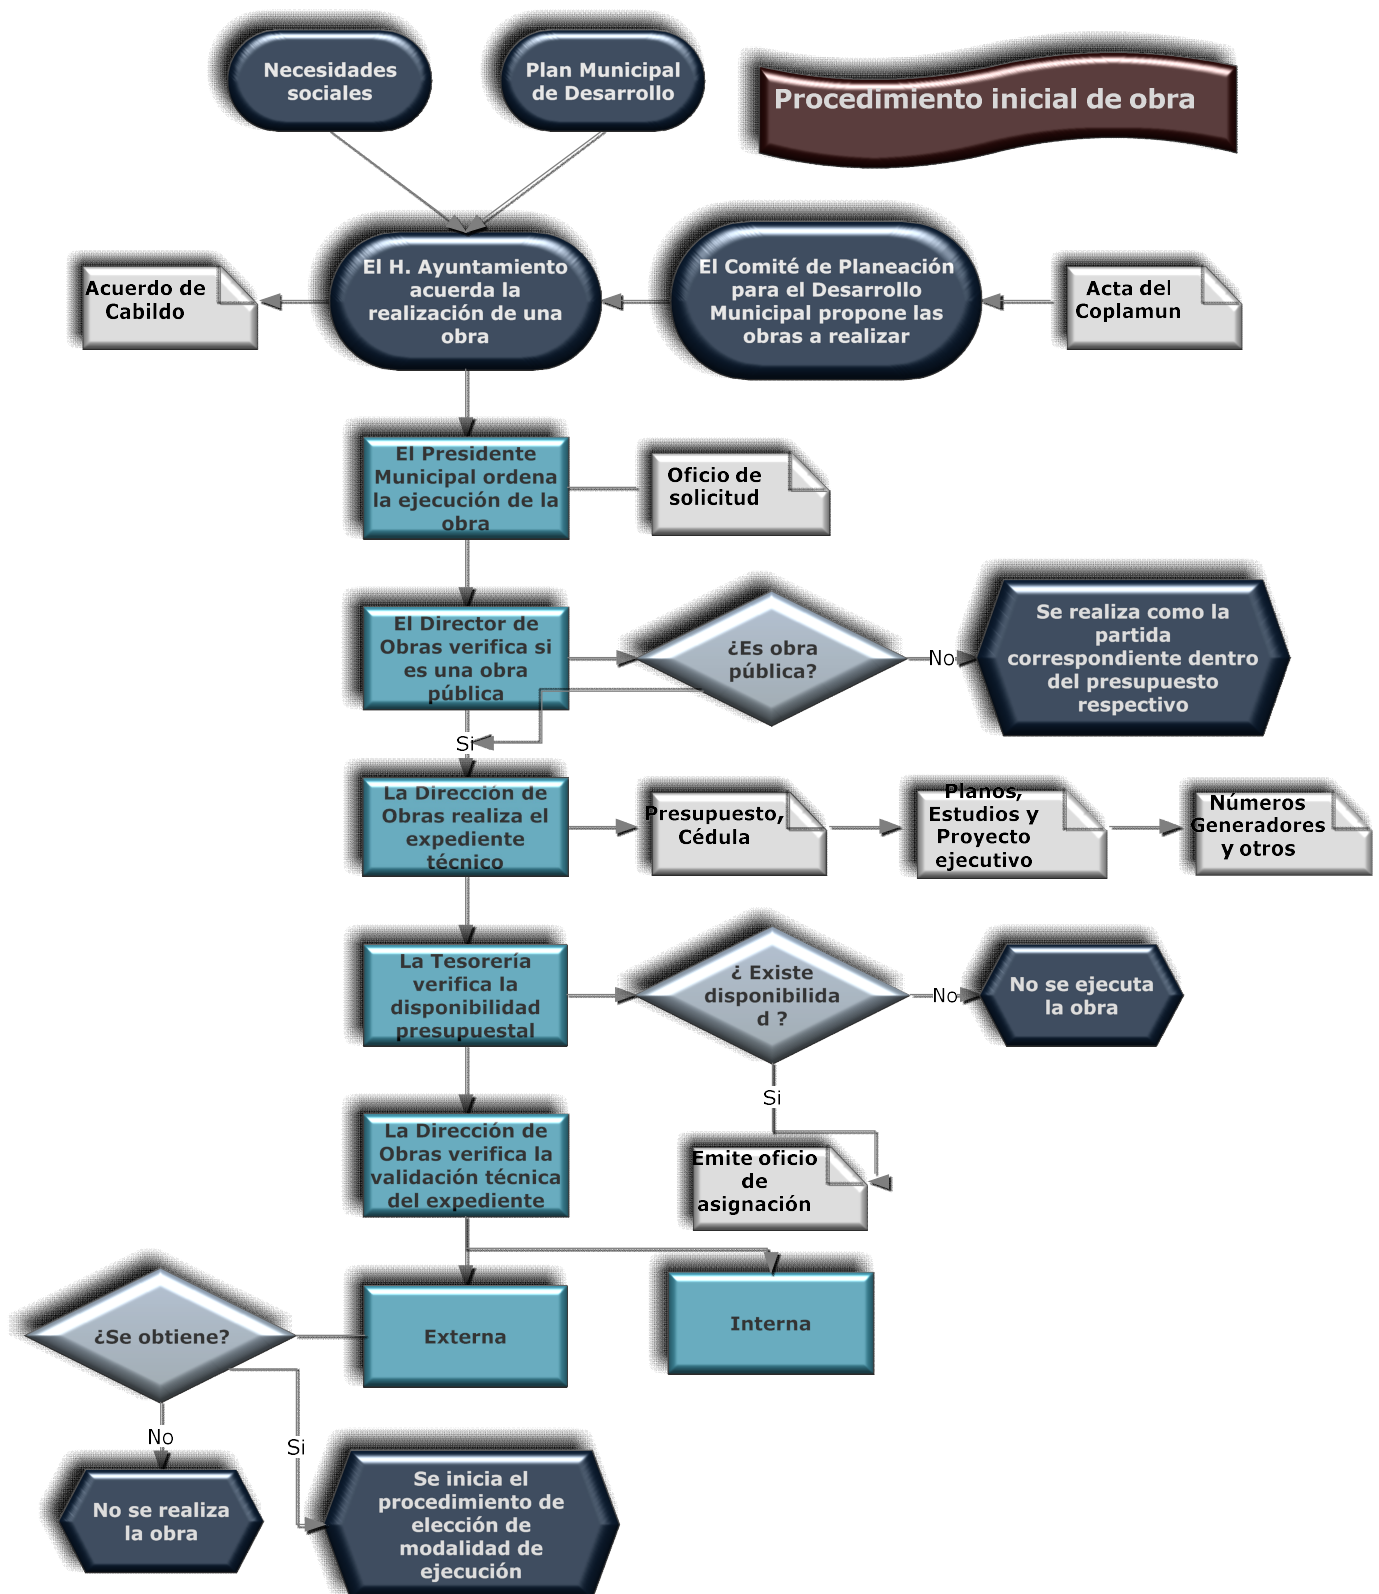 Necesidades
sociales
Plan Municipal
de Desarrollo
Procedimiento inicial de obra
Acuerdo de
Cabildo
El H. Ayuntamiento
acuerda la
realización de una
obra
El Comité de Planeación
para el Desarrollo
Municipal propone las
obras a realizar
Acta del
Coplamun
El Presidente
Municipal ordena
la ejecución de la
obra
Oficio de
solicitud
El Director de
Obras verifica si
es una obra
pública
¿Es obra
pública?
No
Se realiza como la
partida
correspondiente dentro
del presupuesto
respectivo
Si
La Dirección de
Obras realiza el
expediente
técnico
Presupuesto,
Cédula
Planos,
Estudios y
Proyecto
ejecutivo
Números
Generadores
y otros
La Tesorería
verifica la
disponibilidad
presupuestal
¿ Existe
disponibilida
d ?
No
No se ejecuta
la obra
Si
La Dirección de
Obras verifica la
validación técnica
del expediente
Emite oficio
de
asignación
¿Se obtiene?
Externa
Interna
No
Si
No se realiza
la obra
Se inicia el
procedimiento de
elección de
modalidad de
ejecución